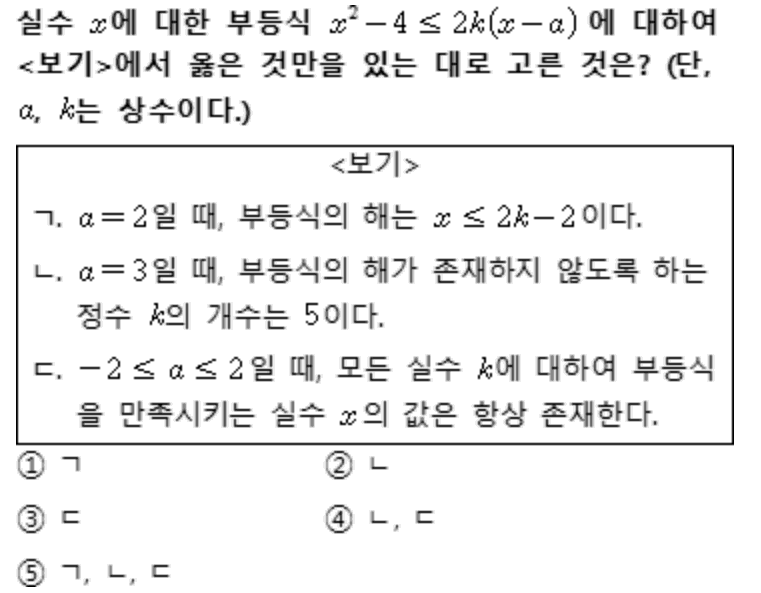 실수 x에 대한 부등식 x² − 4 ≤ 2k(x − a) 에 대하여
<보기>에서 옳은 것만을 있는 대로 고른 것은? (단,
a, k는 상수이다.)
<보기>
ㄱ. a = 2일 때, 부등식의 해는 x ≤ 2k − 2이다.
ㄴ. a = 3일 때, 부등식의 해가 존재하지 않도록 하는
정수 k의 개수는 5이다.
ㄷ. −2 ≤ a ≤ 2일 때, 모든 실수 k에 대하여 부등식
을 만족시키는 실수 x의 값은 항상 존재한다.
① ㄱ ② ㄴ
③ ㄷ ④ ㄴ, ㄷ
⑤ ㄱ, ㄴ, ㄷ